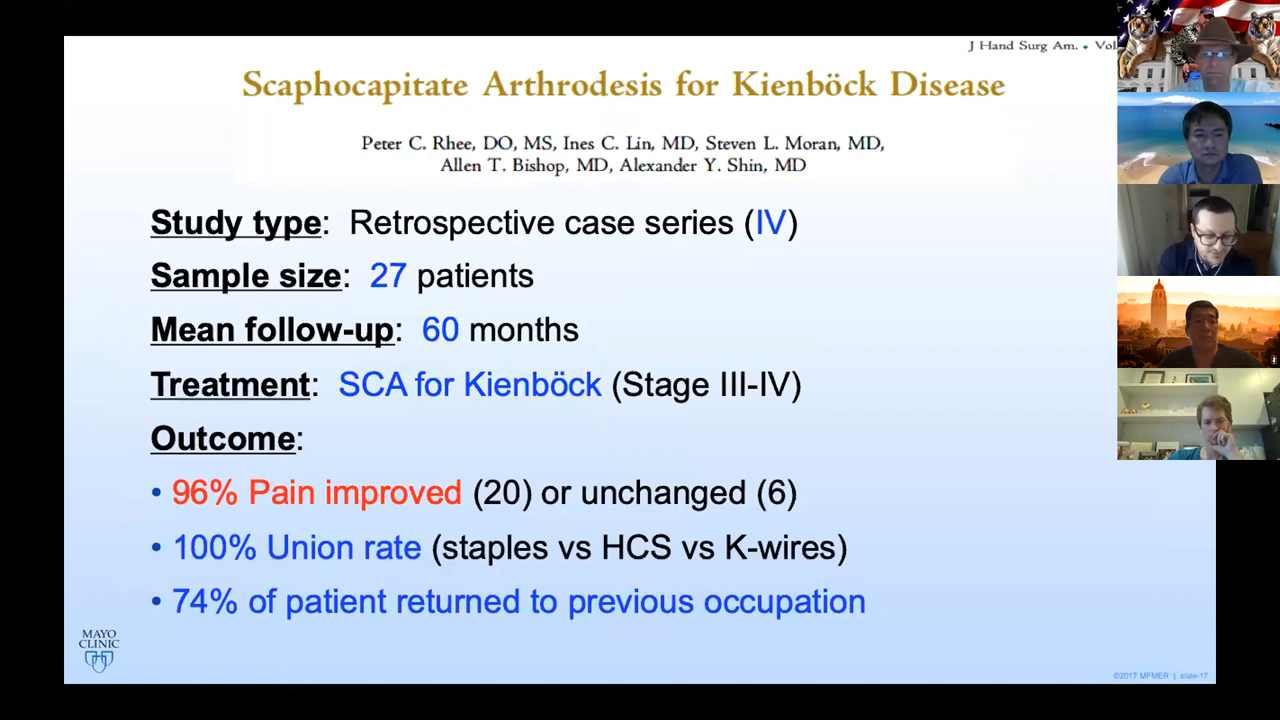 J Hand Surg Am. • Vol
Scaphocapitate Arthrodesis for Kienböck Disease
Peter C. Rhee, DO, MS, Ines C. Lin, MD, Steven L. Moran, MD,
Allen T. Bishop, MD, Alexander Y. Shin, MD
Study type: Retrospective case series (IV)
Sample size: 27 patients
Mean follow-up: 60 months
Treatment: SCA for Kienböck (Stage III-IV)
Outcome:
• 96% Pain improved (20) or unchanged (6)
• 100% Union rate (staples vs HCS vs K-wires)
• 74% of patient returned to previous occupation
MAYO
CLINIC
©2017 MFMER | slide-17